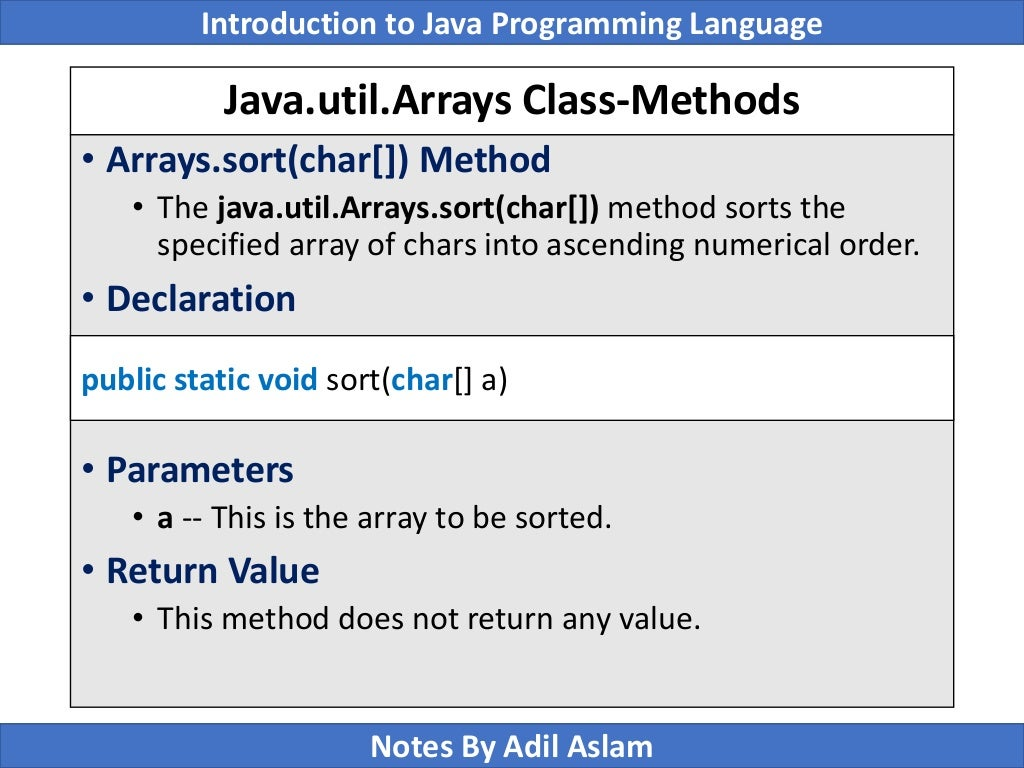 Introduction to Java Programming Language
Java.util.Arrays Class-Methods
• Arrays.sort(char[]) Method
• The java.util.Arrays.sort(char[]) method sorts the
specified array of chars into ascending numerical order.
• Declaration
public static void sort(char[] a)
• Parameters
• a -- This is the array to be sorted.
• Return Value
• This method does not return any value.
Notes By Adil Aslam